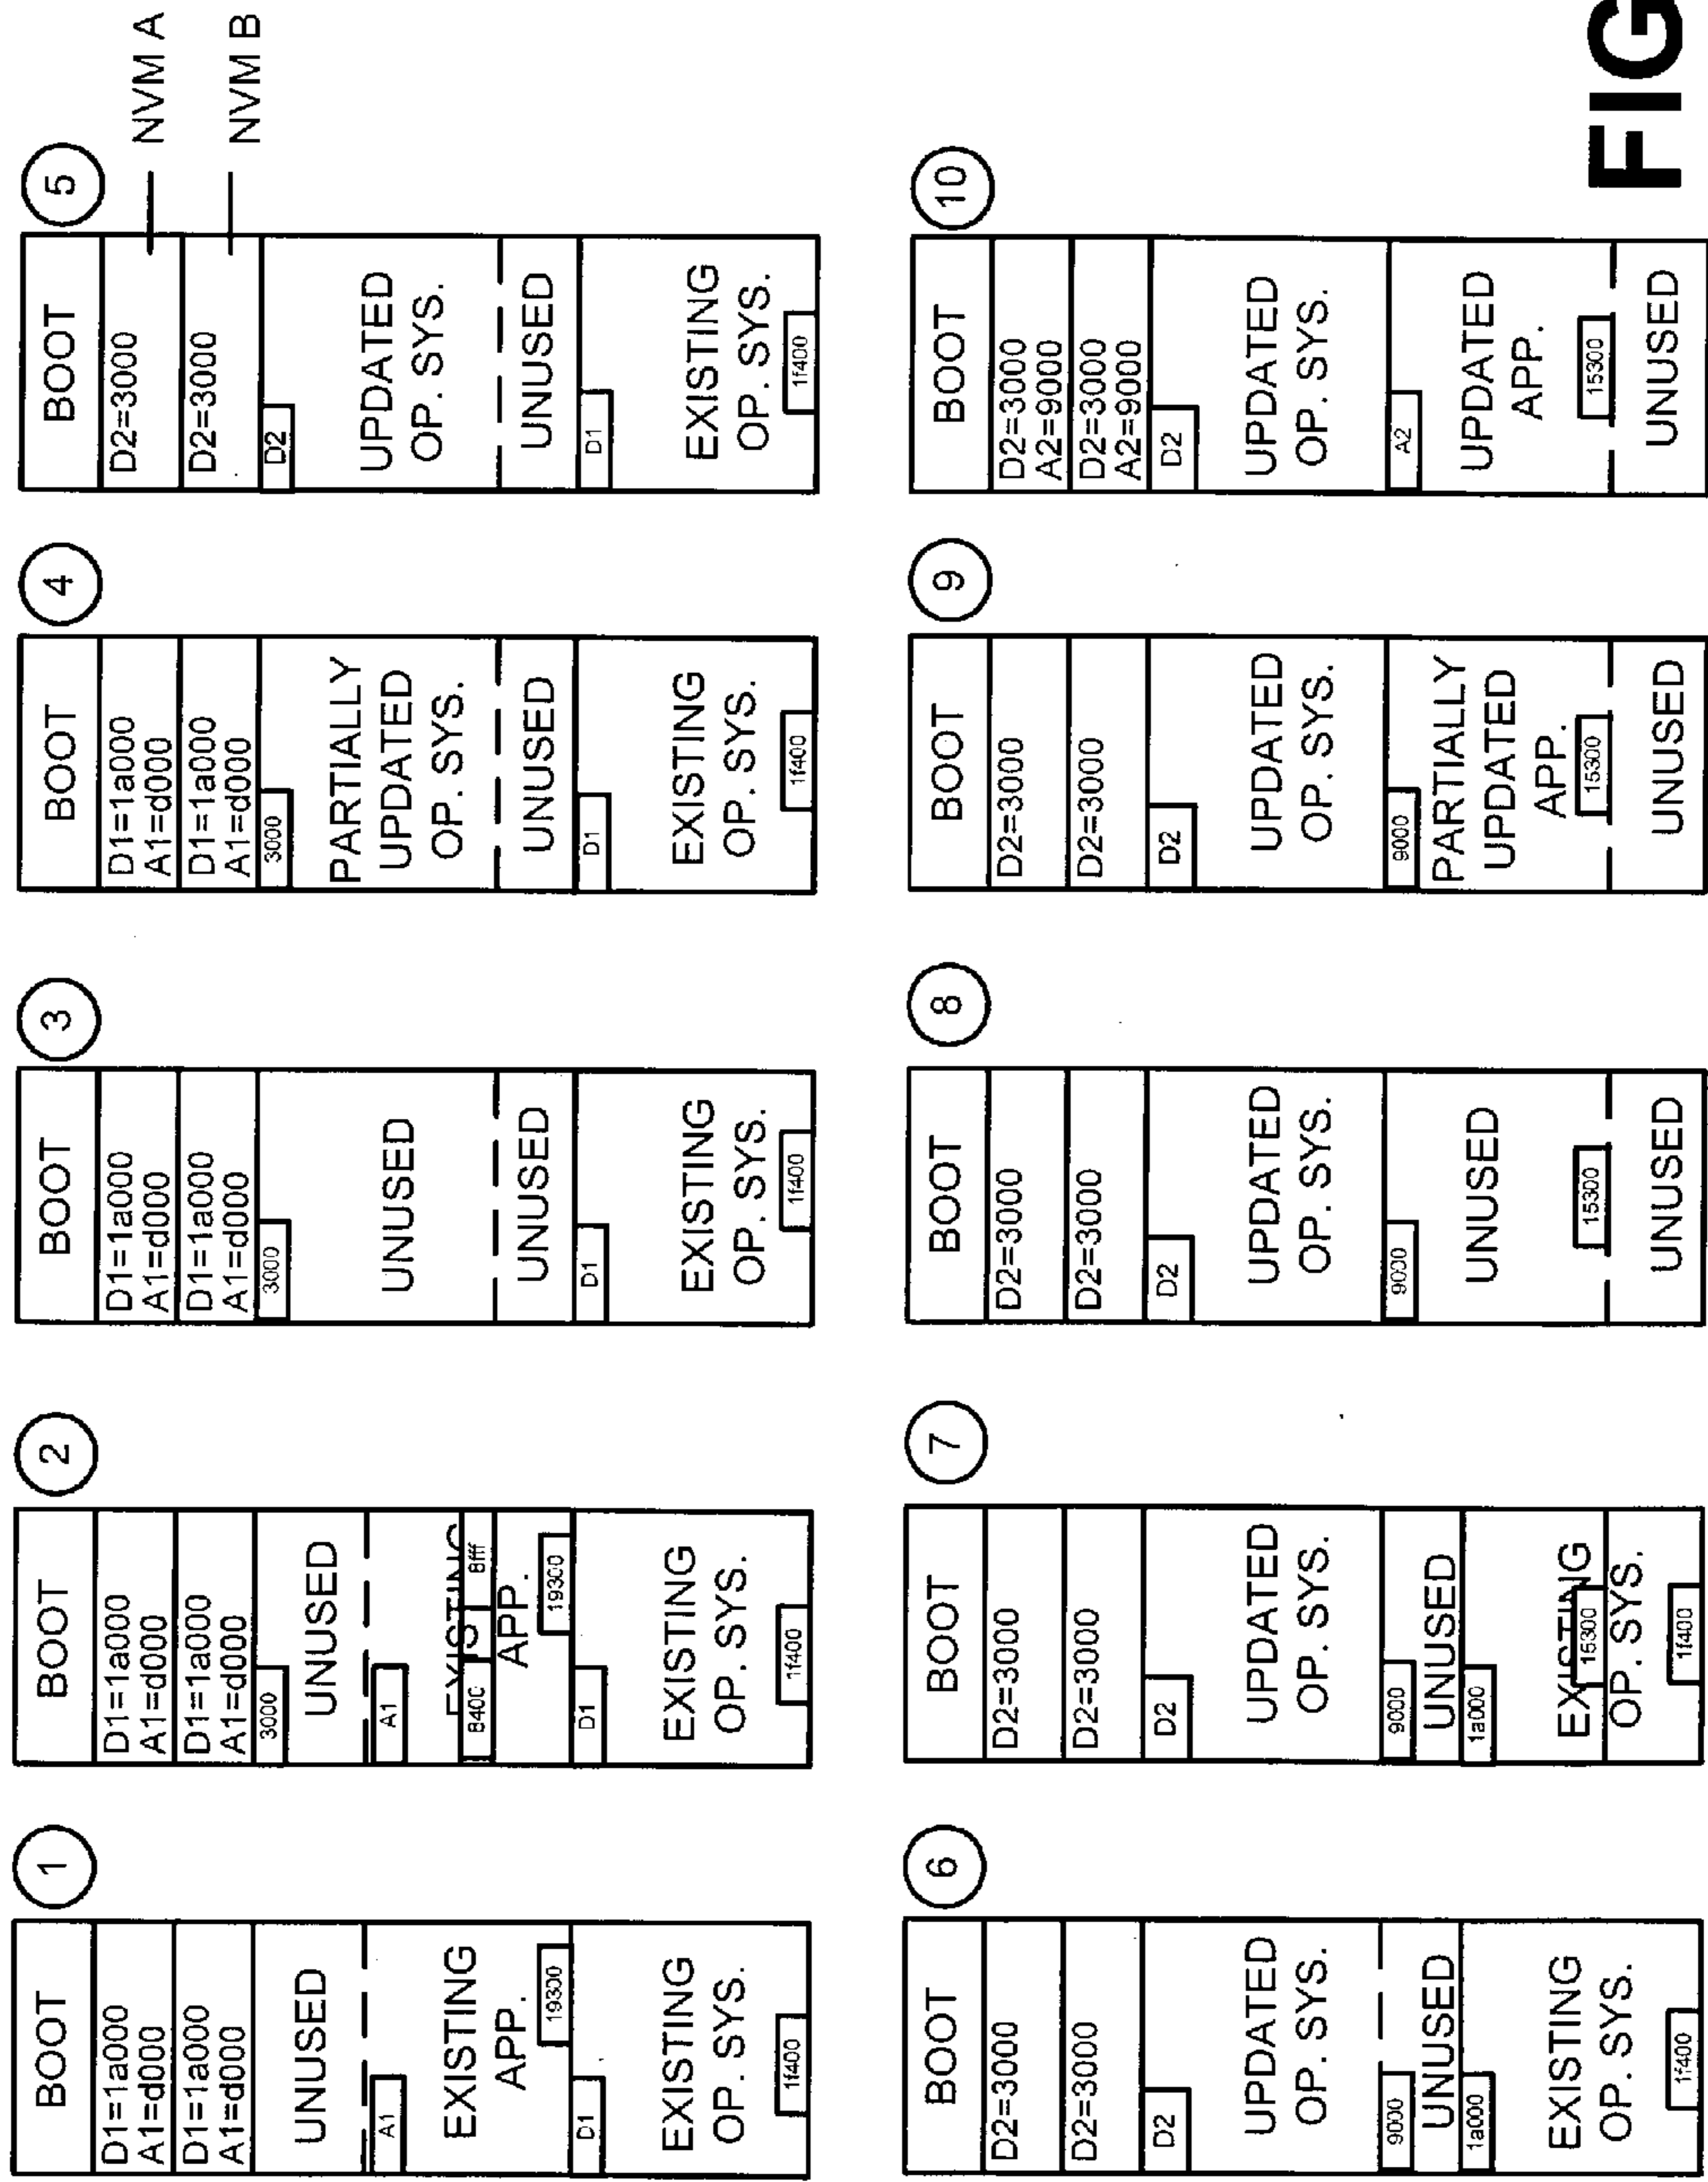 1
BOOT
D1=1a000
A1=d000
D1=1a000
A1=d000
UNUSED
A1
EXISTING
APP.
19300
D1
EXISTING
OP. SYS.
1f400
2
BOOT
D1=1a000
A1=d000
D1=1a000
A1=d000
3000
UNUSED
A1
EXISTING
8fff
APP.
19300
D1
EXISTING
OP. SYS.
1f400
3
BOOT
D1=1a000
A1=d000
D1=1a000
A1=d000
3000
UNUSED
UNUSED
D1
EXISTING
OP. SYS.
1f400
4
BOOT
D1=1a000
A1=d000
D1=1a000
A1=d000
3000
PARTIALLY
UPDATED
OP. SYS.
UNUSED
D1
EXISTING
OP. SYS.
1f400
5
BOOT
D2=3000
NVM A
D2=3000
NVM B
D2
UPDATED
OP. SYS.
UNUSED
D1
EXISTING
OP. SYS.
1f400
6
BOOT
D2=3000
D2=3000
D2
UPDATED
OP. SYS.
9000
UNUSED
1a000
EXISTING
OP. SYS.
1f400
7
BOOT
D2=3000
D2=3000
D2
UPDATED
OP. SYS.
9000
UNUSED
1a000
EXISTING
15300
OP. SYS.
1f400
8
BOOT
D2=3000
D2=3000
D2
UPDATED
OP. SYS.
9000
UNUSED
15300
UNUSED
9
BOOT
D2=3000
D2=3000
D2
UPDATED
OP. SYS.
9000
PARTIALLY
UPDATED
APP.
15300
UNUSED
10
BOOT
D2=3000
A2=9000
D2=3000
A2=9000
D2
UPDATED
OP. SYS.
A2
UPDATED
APP.
15300
UNUSED
FIG